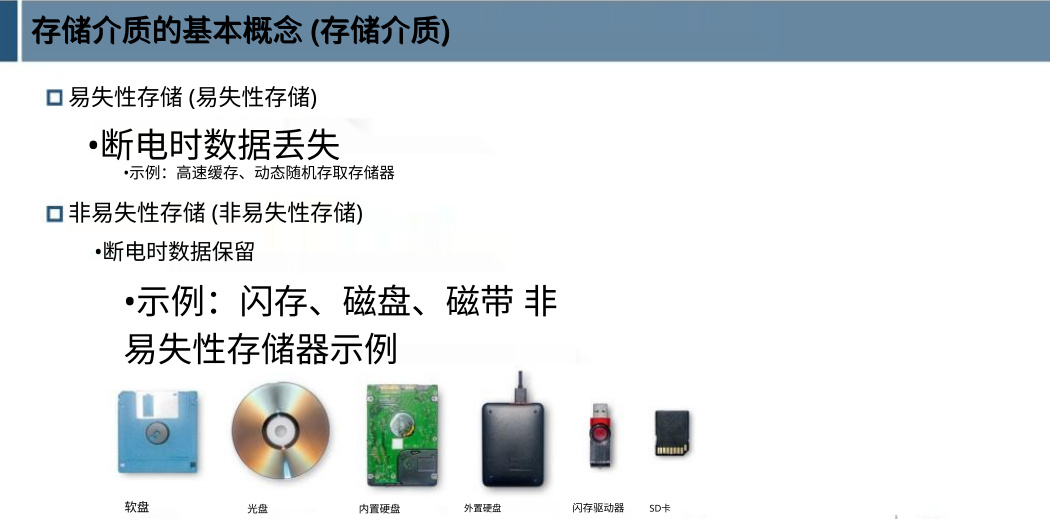 存储介质的基本概念 (存储介质)
易失性存储 (易失性存储)
•断电时数据丢失
•示例：高速缓存、动态随机存取存储器
非易失性存储 (非易失性存储)
•断电时数据保留
•示例：闪存、磁盘、磁带 非
易失性存储器示例
软盘 光盘 内置硬盘 外置硬盘 闪存驱动器 SD卡